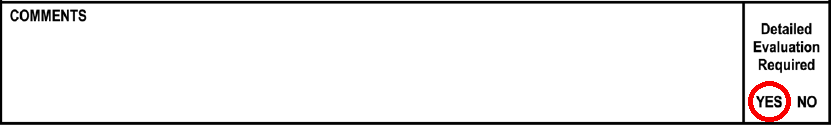 COMMENTS
Detailed
Evaluation
Required
YES NO